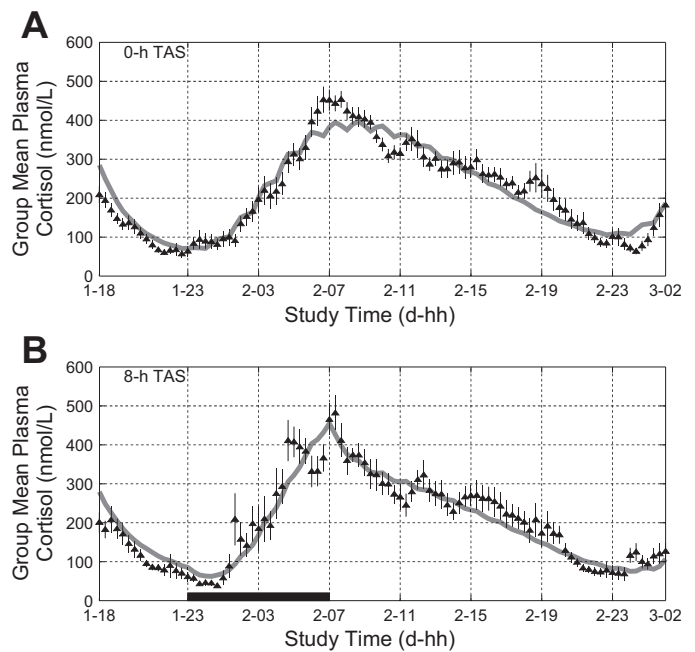 A
0-h TAS
Group Mean Plasma
Cortisol (nmol/L)
600
500
400
300
200
100
0
1-18 1-23 2-03 2-07 2-11 2-15 2-19 2-23 3-02
Study Time (d-hh)
B
8-h TAS
Group Mean Plasma
Cortisol (nmol/L)
600
500
400
300
200
100
0
1-18 1-23 2-03 2-07 2-11 2-15 2-19 2-23 3-02
Study Time (d-hh)